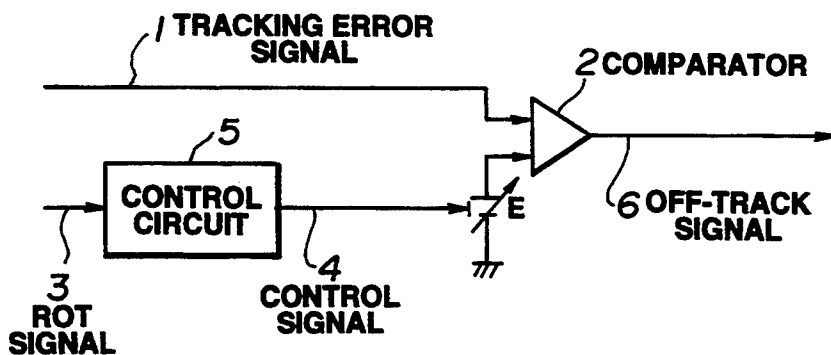 1 TRACKING ERROR
SIGNAL
2 COMPARATOR
5
CONTROL
CIRCUIT
E
3
ROT
SIGNAL
4
CONTROL
SIGNAL
6 OFF-TRACK
SIGNAL